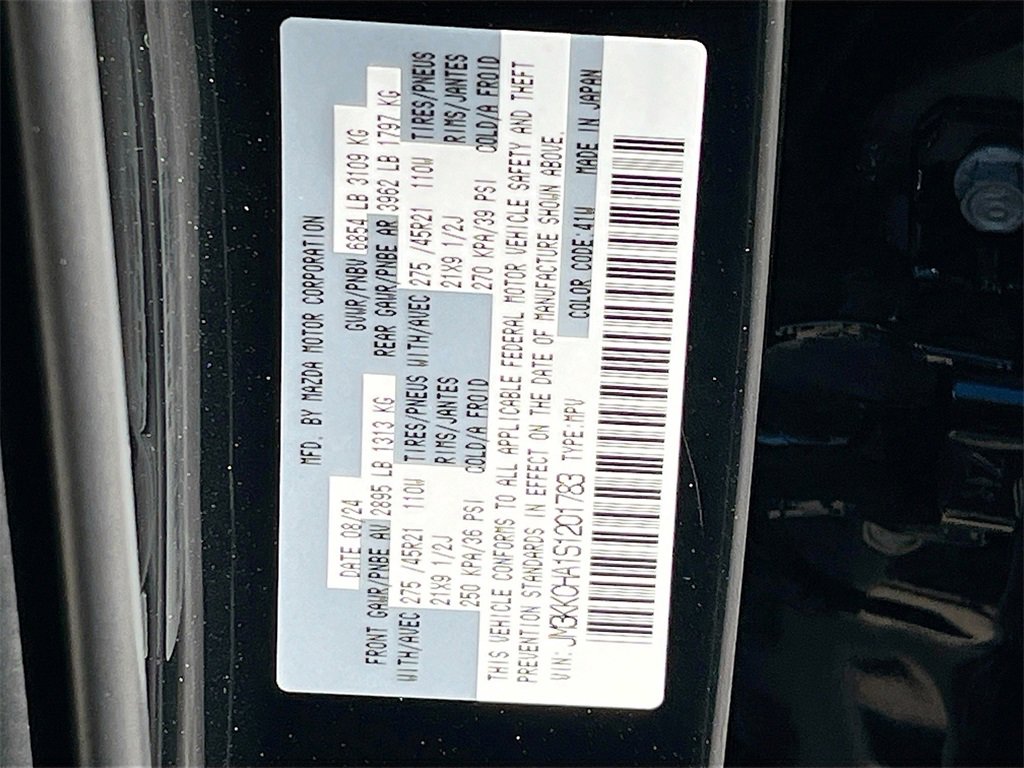 MFD. BY MAZDA MOTOR CORPORATION
DATE 08/24 GVWR/PNBV 6854 LB 3109 KG
FRONT GAWR/PNBE AV 2895 LB 1313 KG REAR GAWR/PNBE AR 3962 LB 1797 KG
WITH/AVEC 275 /45R21 110W TIRES/PNEUS WITH/AVEC 275 /45R21 110W TIRES/PNEUS
21X9 1/2J RIMS/JANTES 21X9 1/2J RIMS/JANTES
250 KPA/36 PSI COLD/A FROID 270 KPA/39 PSI COLD/A FROID
THIS VEHICLE CONFORMS TO ALL APPLICABLE FEDERAL MOTOR VEHICLE SAFETY AND THEFT
PREVENTION STANDARDS IN EFFECT ON THE DATE OF MANUFACTURE SHOWN ABOVE.
VIN: JM3KKCHA1S1201783 TYPE:MPV COLOR CODE 41W MADE IN JAPAN